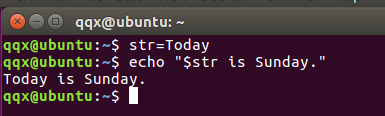 qqx@ubuntu: ~
qqx@ubuntu:~$ str=Today
qqx@ubuntu:~$ echo "$str is Sunday."
Today is Sunday.
qqx@ubuntu:~$